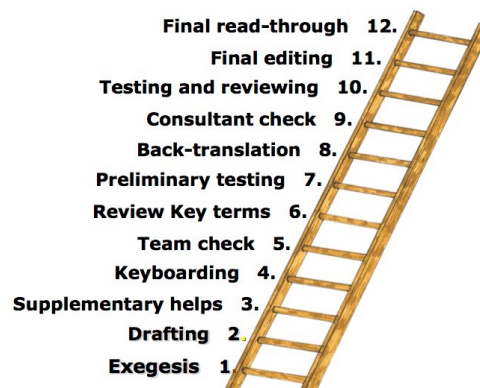 Final read-through 12.
Final editing 11.
Testing and reviewing 10.
Consultant check 9.
Back-translation 8.
Preliminary testing 7.
Review Key terms 6.
Team check 5.
Keyboarding 4.
Supplementary helps 3.
Drafting 2.
Exegesis 1.